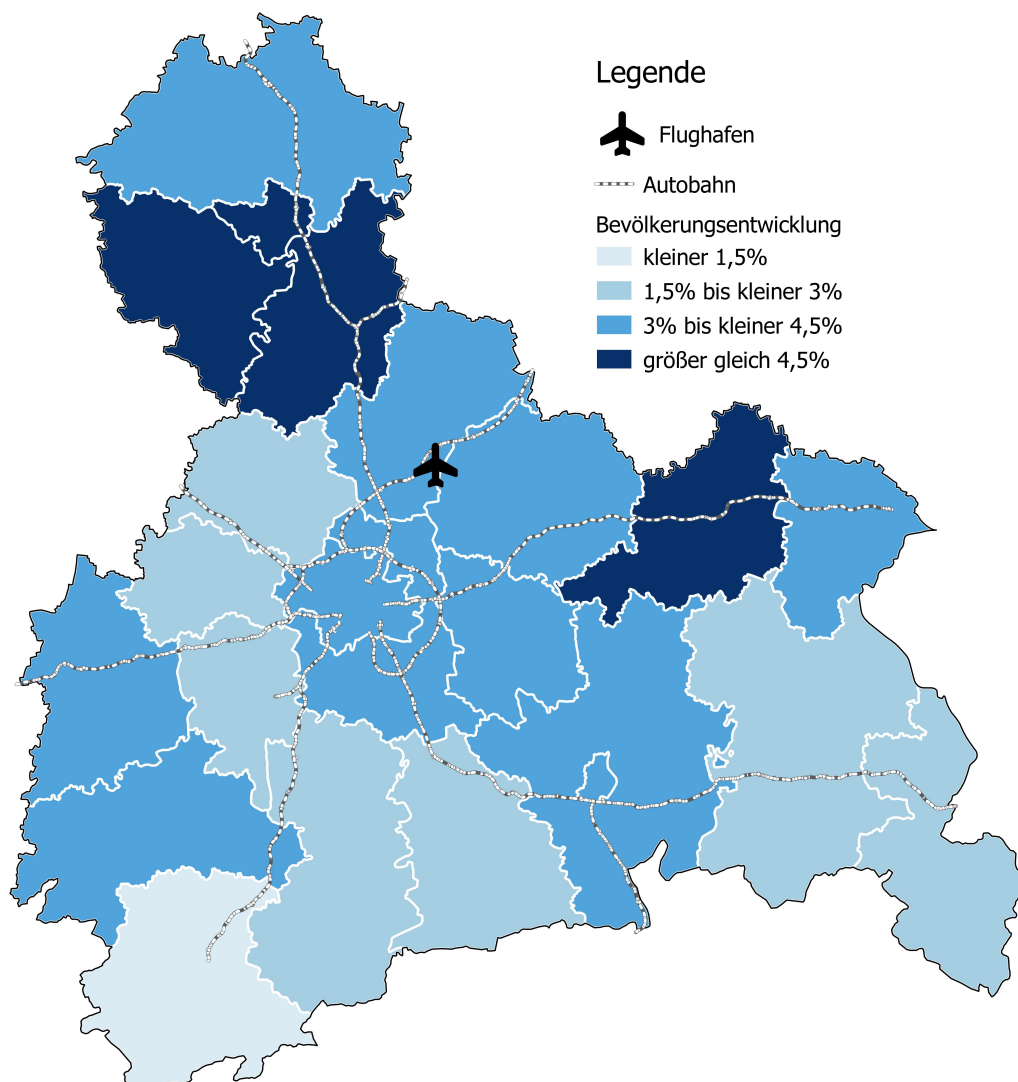 Legende
Flughafen
Autobahn
Bevölkerungsentwicklung
kleiner 1,5%
1,5% bis kleiner 3%
3% bis kleiner 4,5%
größer gleich 4,5%